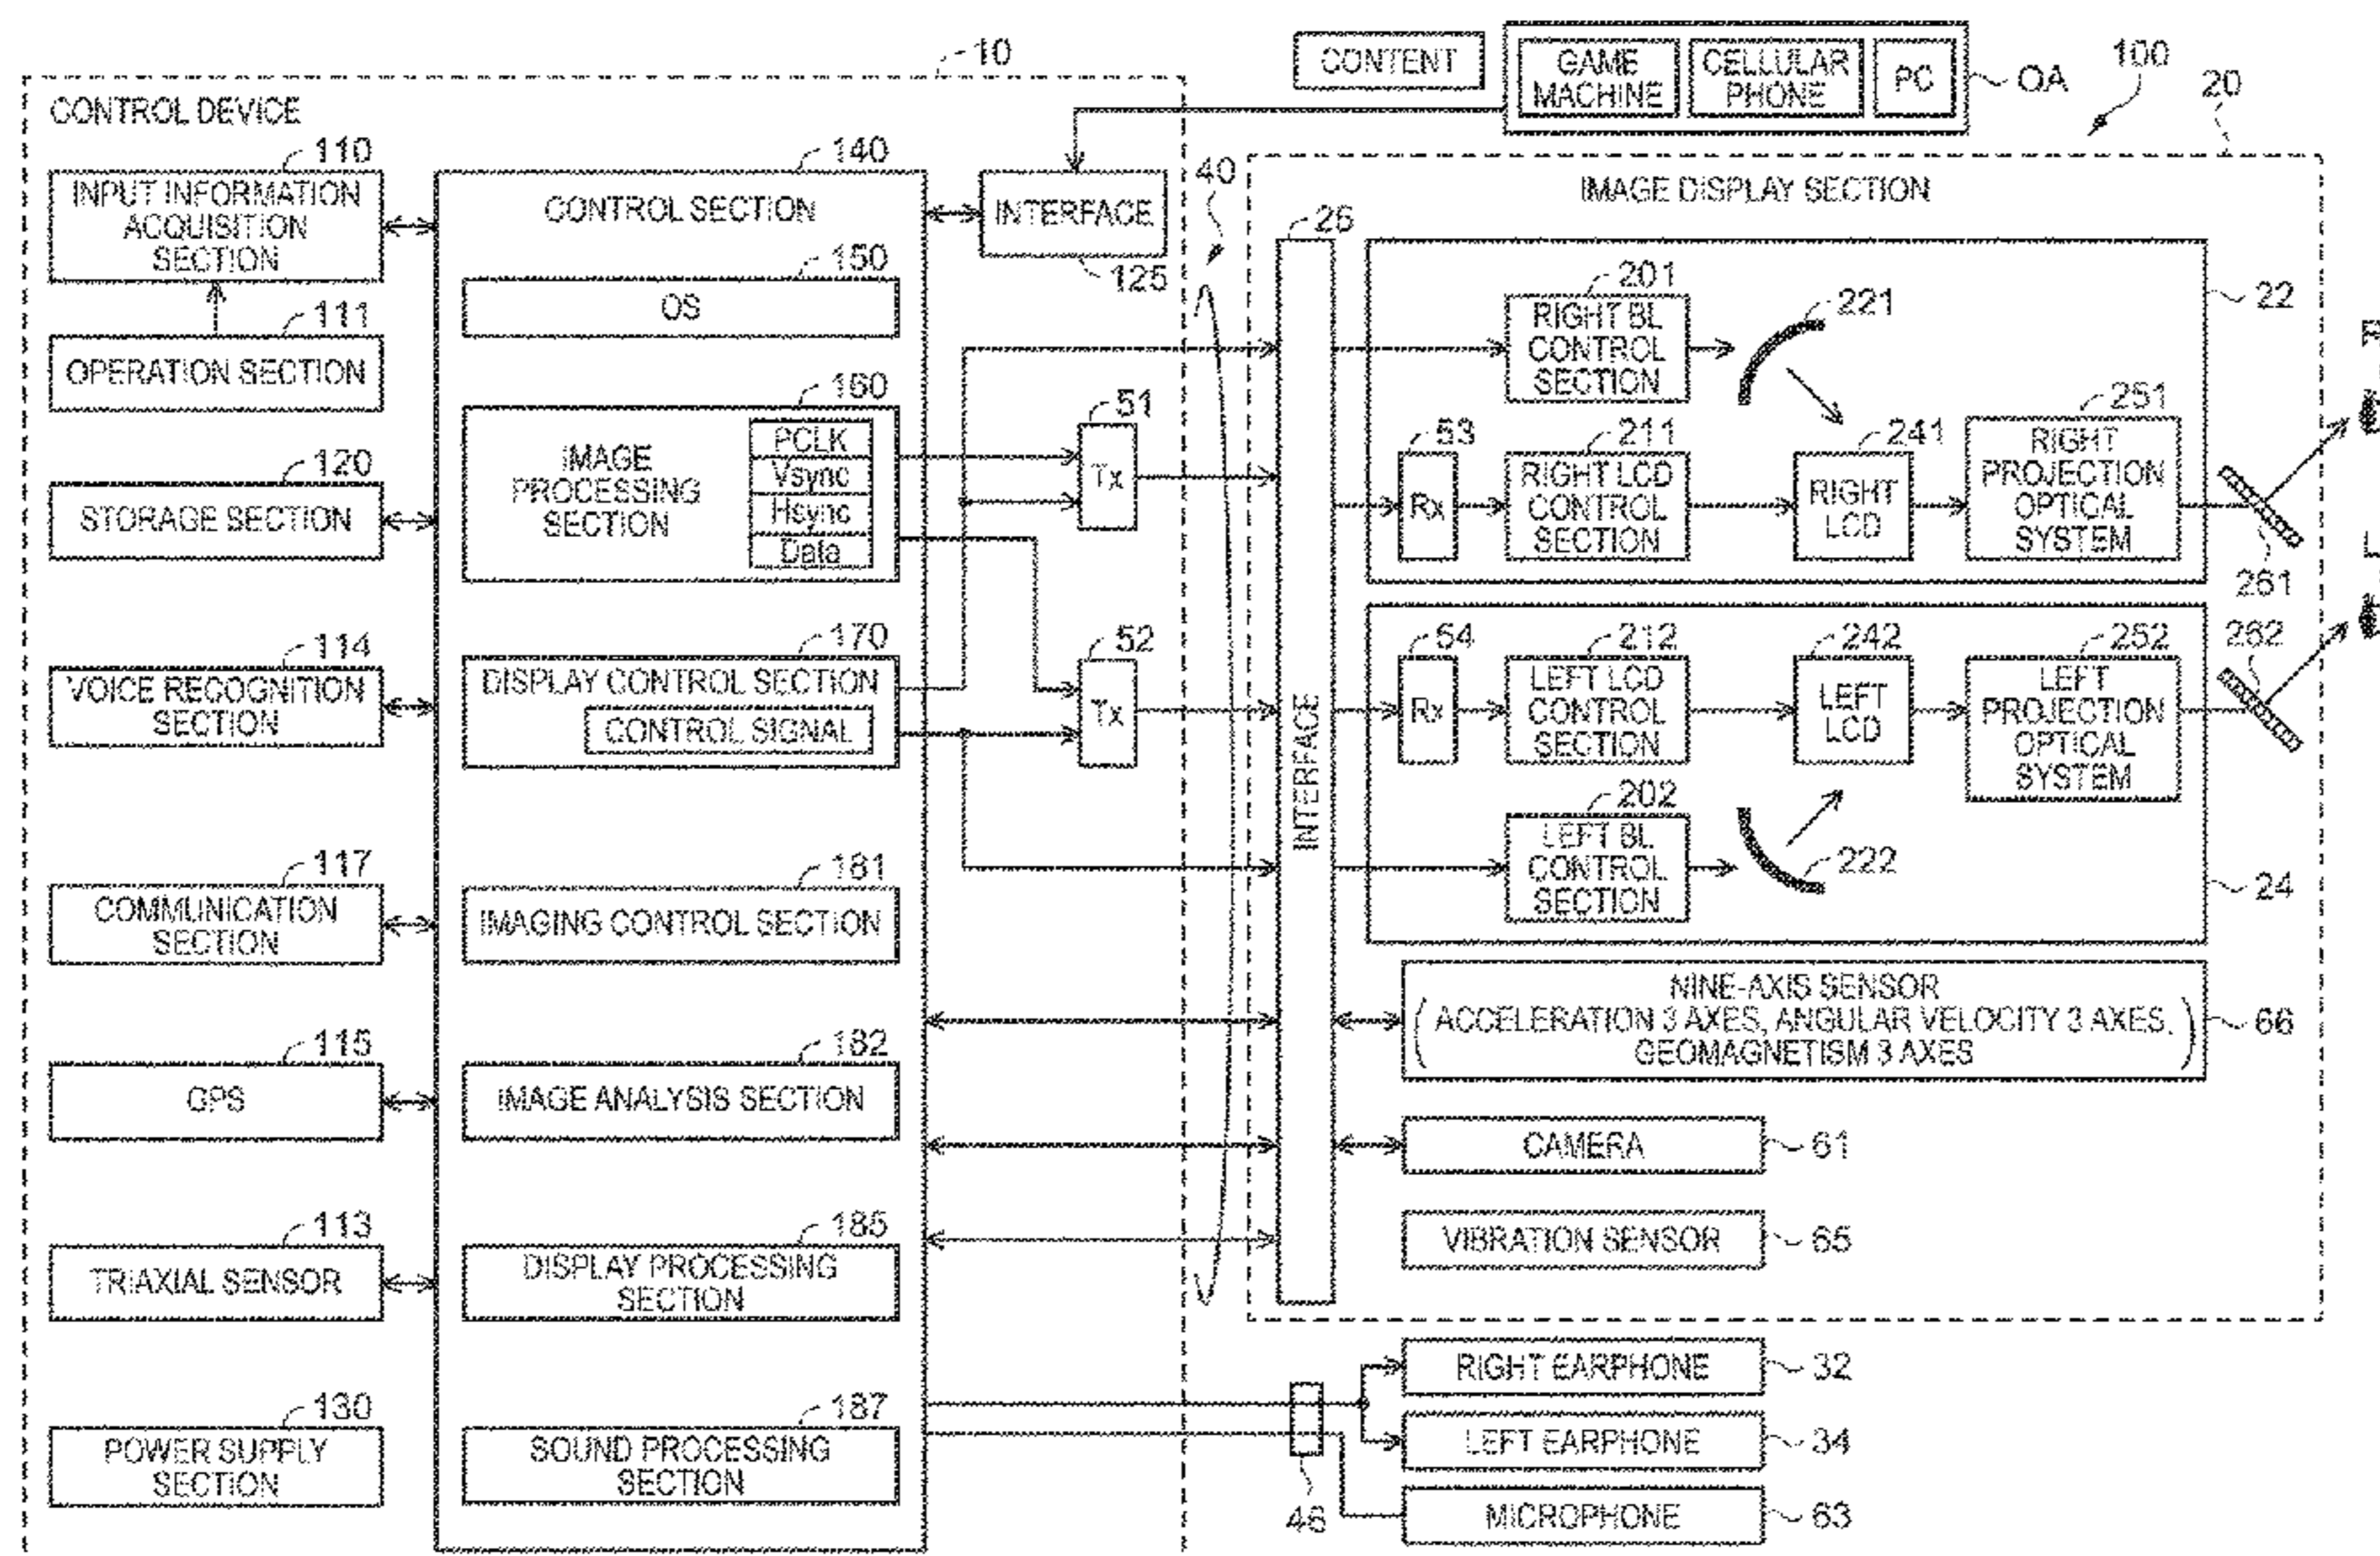 10
CONTENT
GAME
MACHINE
CELLULAR
PHONE
PC
OA
100
20
CONTROL DEVICE
110
INPUT INFORMATION
ACQUISITION
SECTION
111
OPERATION SECTION
120
STORAGE SECTION
114
VOICE RECOGNITION
SECTION
117
COMMUNICATION
SECTION
115
GPS
113
TRIAXIAL SENSOR
130
POWER SUPPLY
SECTION
140
CONTROL SECTION
150
OS
160
IMAGE
PROCESSING
SECTION
PCLK
Vsync
Hsync
Data
170
DISPLAY CONTROL SECTION
CONTROL SIGNAL
181
IMAGING CONTROL SECTION
182
IMAGE ANALYSIS SECTION
185
DISPLAY PROCESSING
SECTION
187
SOUND PROCESSING
SECTION
INTERFACE
125
40
51
Tx
52
Tx
IMAGE DISPLAY SECTION
26
INTERFACE
201
RIGHT BL
CONTROL
SECTION
221
22
53
Rx
211
RIGHT LCD
CONTROL
SECTION
241
RIGHT
LCD
251
RIGHT
PROJECTION
OPTICAL
SYSTEM
261
54
Rx
212
LEFT LCD
CONTROL
SECTION
242
LEFT
LCD
252
LEFT
PROJECTION
OPTICAL
SYSTEM
262
202
LEFT BL
CONTROL
SECTION
222
24
NINE-AXIS SENSOR
(ACCELERATION 3 AXES, ANGULAR VELOCITY 3 AXES,
GEOMAGNETISM 3 AXES)
66
CAMERA
61
VIBRATION SENSOR
65
RIGHT EARPHONE
32
LEFT EARPHONE
34
46
MICROPHONE
63